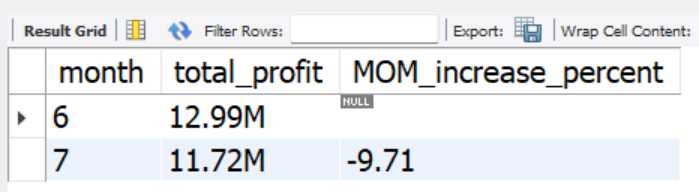 Result Grid Filter Rows: Export: Wrap Cell Content:
month total_profit MOM_increase_percent
6 12.99M NULL
7 11.72M -9.71